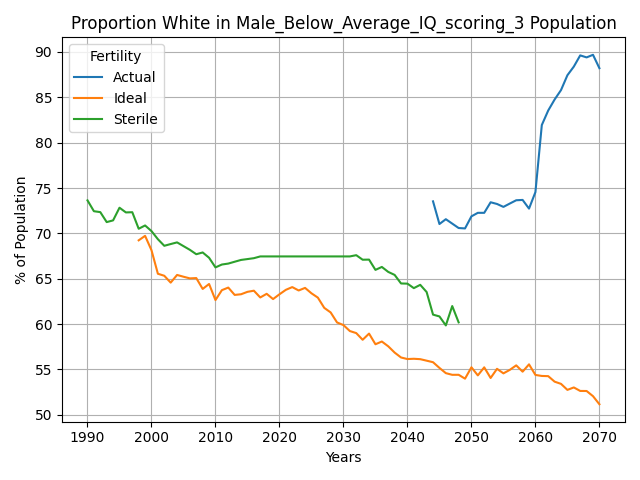 Proportion White in Male_Below_Average_IQ_scoring_3 Population
Fertility
Actual
Ideal
Sterile
% of Population
90
85
80
75
70
65
60
55
50
1990 2000 2010 2020 2030 2040 2050 2060 2070
Years